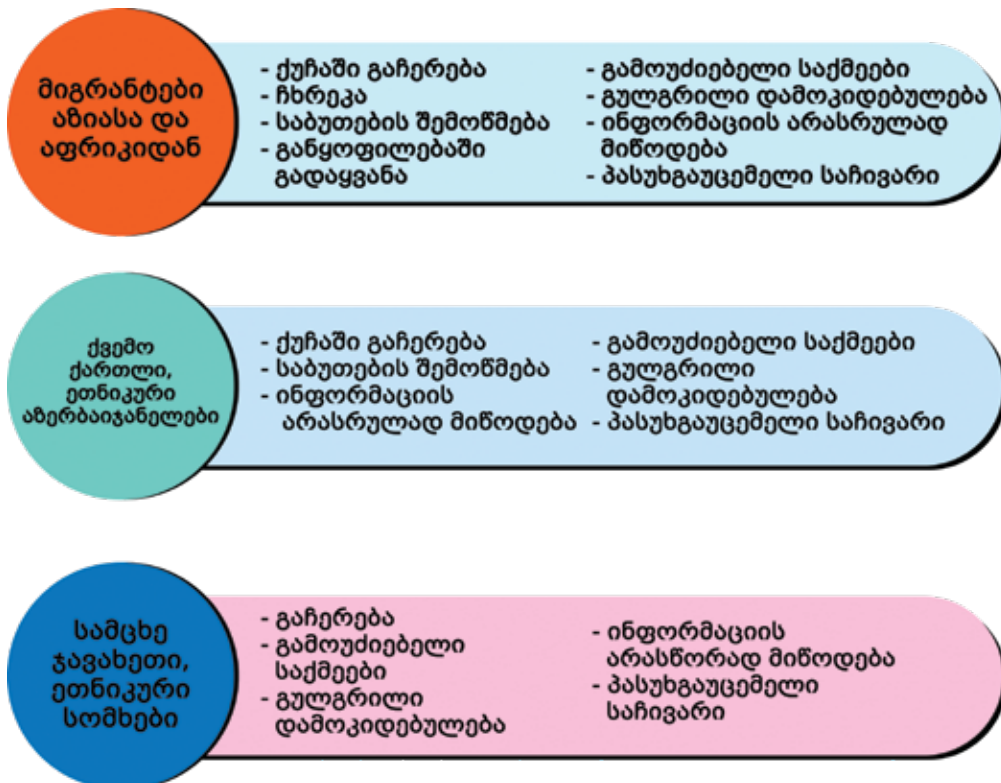 მიგრანტები
აზიასა და
აფრიკიდან
- ქუჩაში გაჩერება
- ჩხრეკა
- საბუთების შემოწმება
- განყოფილებაში
გადაყვანა
- გამოუძიებელი საქმეები
- გულგრილი დამოკიდებულება
- ინფორმაციის არასრულად
მიწოდება
- პასუხგაუცემელი საჩივარი
ქვემო
ქართლი,
ეთნიკური
აზერბაიჯანელები
- ქუჩაში გაჩერება
- საბუთების შემოწმება
- ინფორმაციის
არასრულად მიწოდება
- გამოუძიებელი საქმეები
- გულგრილი
დამოკიდებულება
- პასუხგაუცემელი საჩივარი
სამცხე
ჯავახეთი,
ეთნიკური
სომხები
- გაჩერება
- გამოუძიებელი
საქმეები
- გულგრილი
დამოკიდებულება
- ინფორმაციის
არასწორად მიწოდება
- პასუხგაუცემელი
საჩივარი